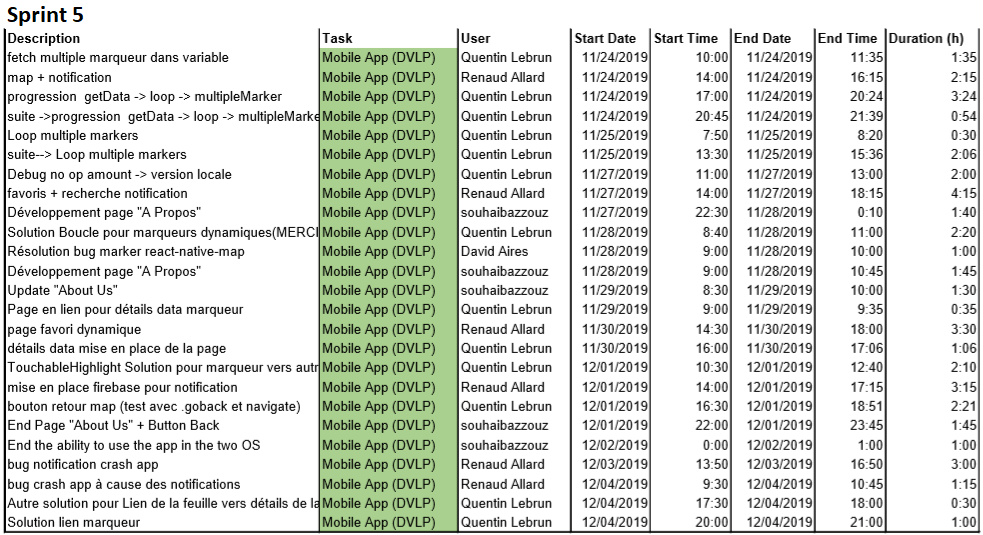 Sprint 5
Description Task User Start Date Start Time End Date End Time Duration (h)
fetch multiple marqueur dans variable Mobile App (DVLP) Quentin Lebrun 11/24/2019 10:00 11/24/2019 11:35 1:35
map + notification Mobile App (DVLP) Renaud Allard 11/24/2019 14:00 11/24/2019 16:15 2:15
progression getData -> loop -> multipleMarker Mobile App (DVLP) Quentin Lebrun 11/24/2019 17:00 11/24/2019 20:24 3:24
suite ->progression getData -> loop -> multipleMarke Mobile App (DVLP) Quentin Lebrun 11/24/2019 20:45 11/24/2019 21:39 0:54
Loop multiple markers Mobile App (DVLP) Quentin Lebrun 11/25/2019 7:50 11/25/2019 8:20 0:30
suite--> Loop multiple markers Mobile App (DVLP) Quentin Lebrun 11/25/2019 13:30 11/25/2019 15:36 2:06
Debug no op amount -> version locale Mobile App (DVLP) Quentin Lebrun 11/27/2019 11:00 11/27/2019 13:00 2:00
favoris + recherche notification Mobile App (DVLP) Renaud Allard 11/27/2019 14:00 11/27/2019 18:15 4:15
Développement page "A Propos" Mobile App (DVLP) souhaibazzouz 11/27/2019 22:30 11/28/2019 0:10 1:40
Solution Boucle pour marqueurs dynamiques(MERCI Mobile App (DVLP) Quentin Lebrun 11/28/2019 8:40 11/28/2019 11:00 2:20
Résolution bug marker react-native-map Mobile App (DVLP) David Aires 11/28/2019 9:00 11/28/2019 10:00 1:00
Développement page "A Propos" Mobile App (DVLP) souhaibazzouz 11/28/2019 9:00 11/28/2019 10:45 1:45
Update "About Us" Mobile App (DVLP) souhaibazzouz 11/29/2019 8:30 11/29/2019 10:00 1:30
Page en lien pour détails data marqueur Mobile App (DVLP) Quentin Lebrun 11/29/2019 9:00 11/29/2019 9:35 0:35
page favori dynamique Mobile App (DVLP) Renaud Allard 11/30/2019 14:30 11/30/2019 18:00 3:30
détails data mise en place de la page Mobile App (DVLP) Quentin Lebrun 11/30/2019 16:00 11/30/2019 17:06 1:06
TouchableHighlight Solution pour marqueur vers autr Mobile App (DVLP) Quentin Lebrun 12/01/2019 10:30 12/01/2019 12:40 2:10
mise en place firebase pour notification Mobile App (DVLP) Renaud Allard 12/01/2019 14:00 12/01/2019 17:15 3:15
bouton retour map (test avec .goback et navigate) Mobile App (DVLP) Quentin Lebrun 12/01/2019 16:30 12/01/2019 18:51 2:21
End Page "About Us" + Button Back Mobile App (DVLP) souhaibazzouz 12/01/2019 22:00 12/01/2019 23:45 1:45
End the ability to use the app in the two OS Mobile App (DVLP) souhaibazzouz 12/02/2019 0:00 12/02/2019 1:00 1:00
bug notification crash app Mobile App (DVLP) Renaud Allard 12/03/2019 13:50 12/03/2019 16:50 3:00
bug crash app à cause des notifications Mobile App (DVLP) Renaud Allard 12/04/2019 9:30 12/04/2019 10:45 1:15
Autre solution pour Lien de la feuille vers détails de la Mobile App (DVLP) Quentin Lebrun 12/04/2019 17:30 12/04/2019 18:00 0:30
Solution lien marqueur Mobile App (DVLP) Quentin Lebrun 12/04/2019 20:00 12/04/2019 21:00 1:00